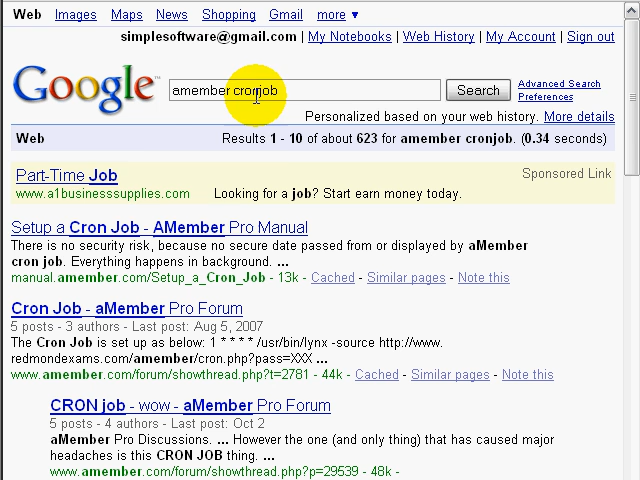 Web Images Maps News Shopping Gmail more ▼
simplesoftware@gmail.com | My Notebooks | Web History | My Account | Sign out
Google™ amember cronjob Search Advanced Search
Preferences
Personalized based on your web history. More details
Web Results 1 - 10 of about 623 for amember cronjob. (0.34 seconds)
Part-Time Job Sponsored Link
www.a1businesssupplies.com Looking for a job? Start earn money today.
Setup a Cron Job - AMember Pro Manual
There is no security risk, because no secure date passed from or displayed by aMember
cron job. Everything happens in background. ...
manual.amember.com/Setup_a_Cron_Job - 13k - Cached - Similar pages - Note this
Cron Job - aMember Pro Forum
5 posts - 3 authors - Last post: Aug 5, 2007
The Cron Job is set up as below: 1 * * * * /usr/bin/lynx -source http://www.
redmondexams.com/amember/cron.php?pass=XXX ...
www.amember.com/forum/showthread.php?t=2781 - 44k - Cached - Similar pages - Note this
CRON job - wow - aMember Pro Forum
5 posts - 4 authors - Last post: Oct 2
aMember Pro Discussions. ... However the one (and only thing) that has caused major
headaches is this CRON JOB thing. ...
www.amember.com/forum/showthread.php?p=29539 - 48k -